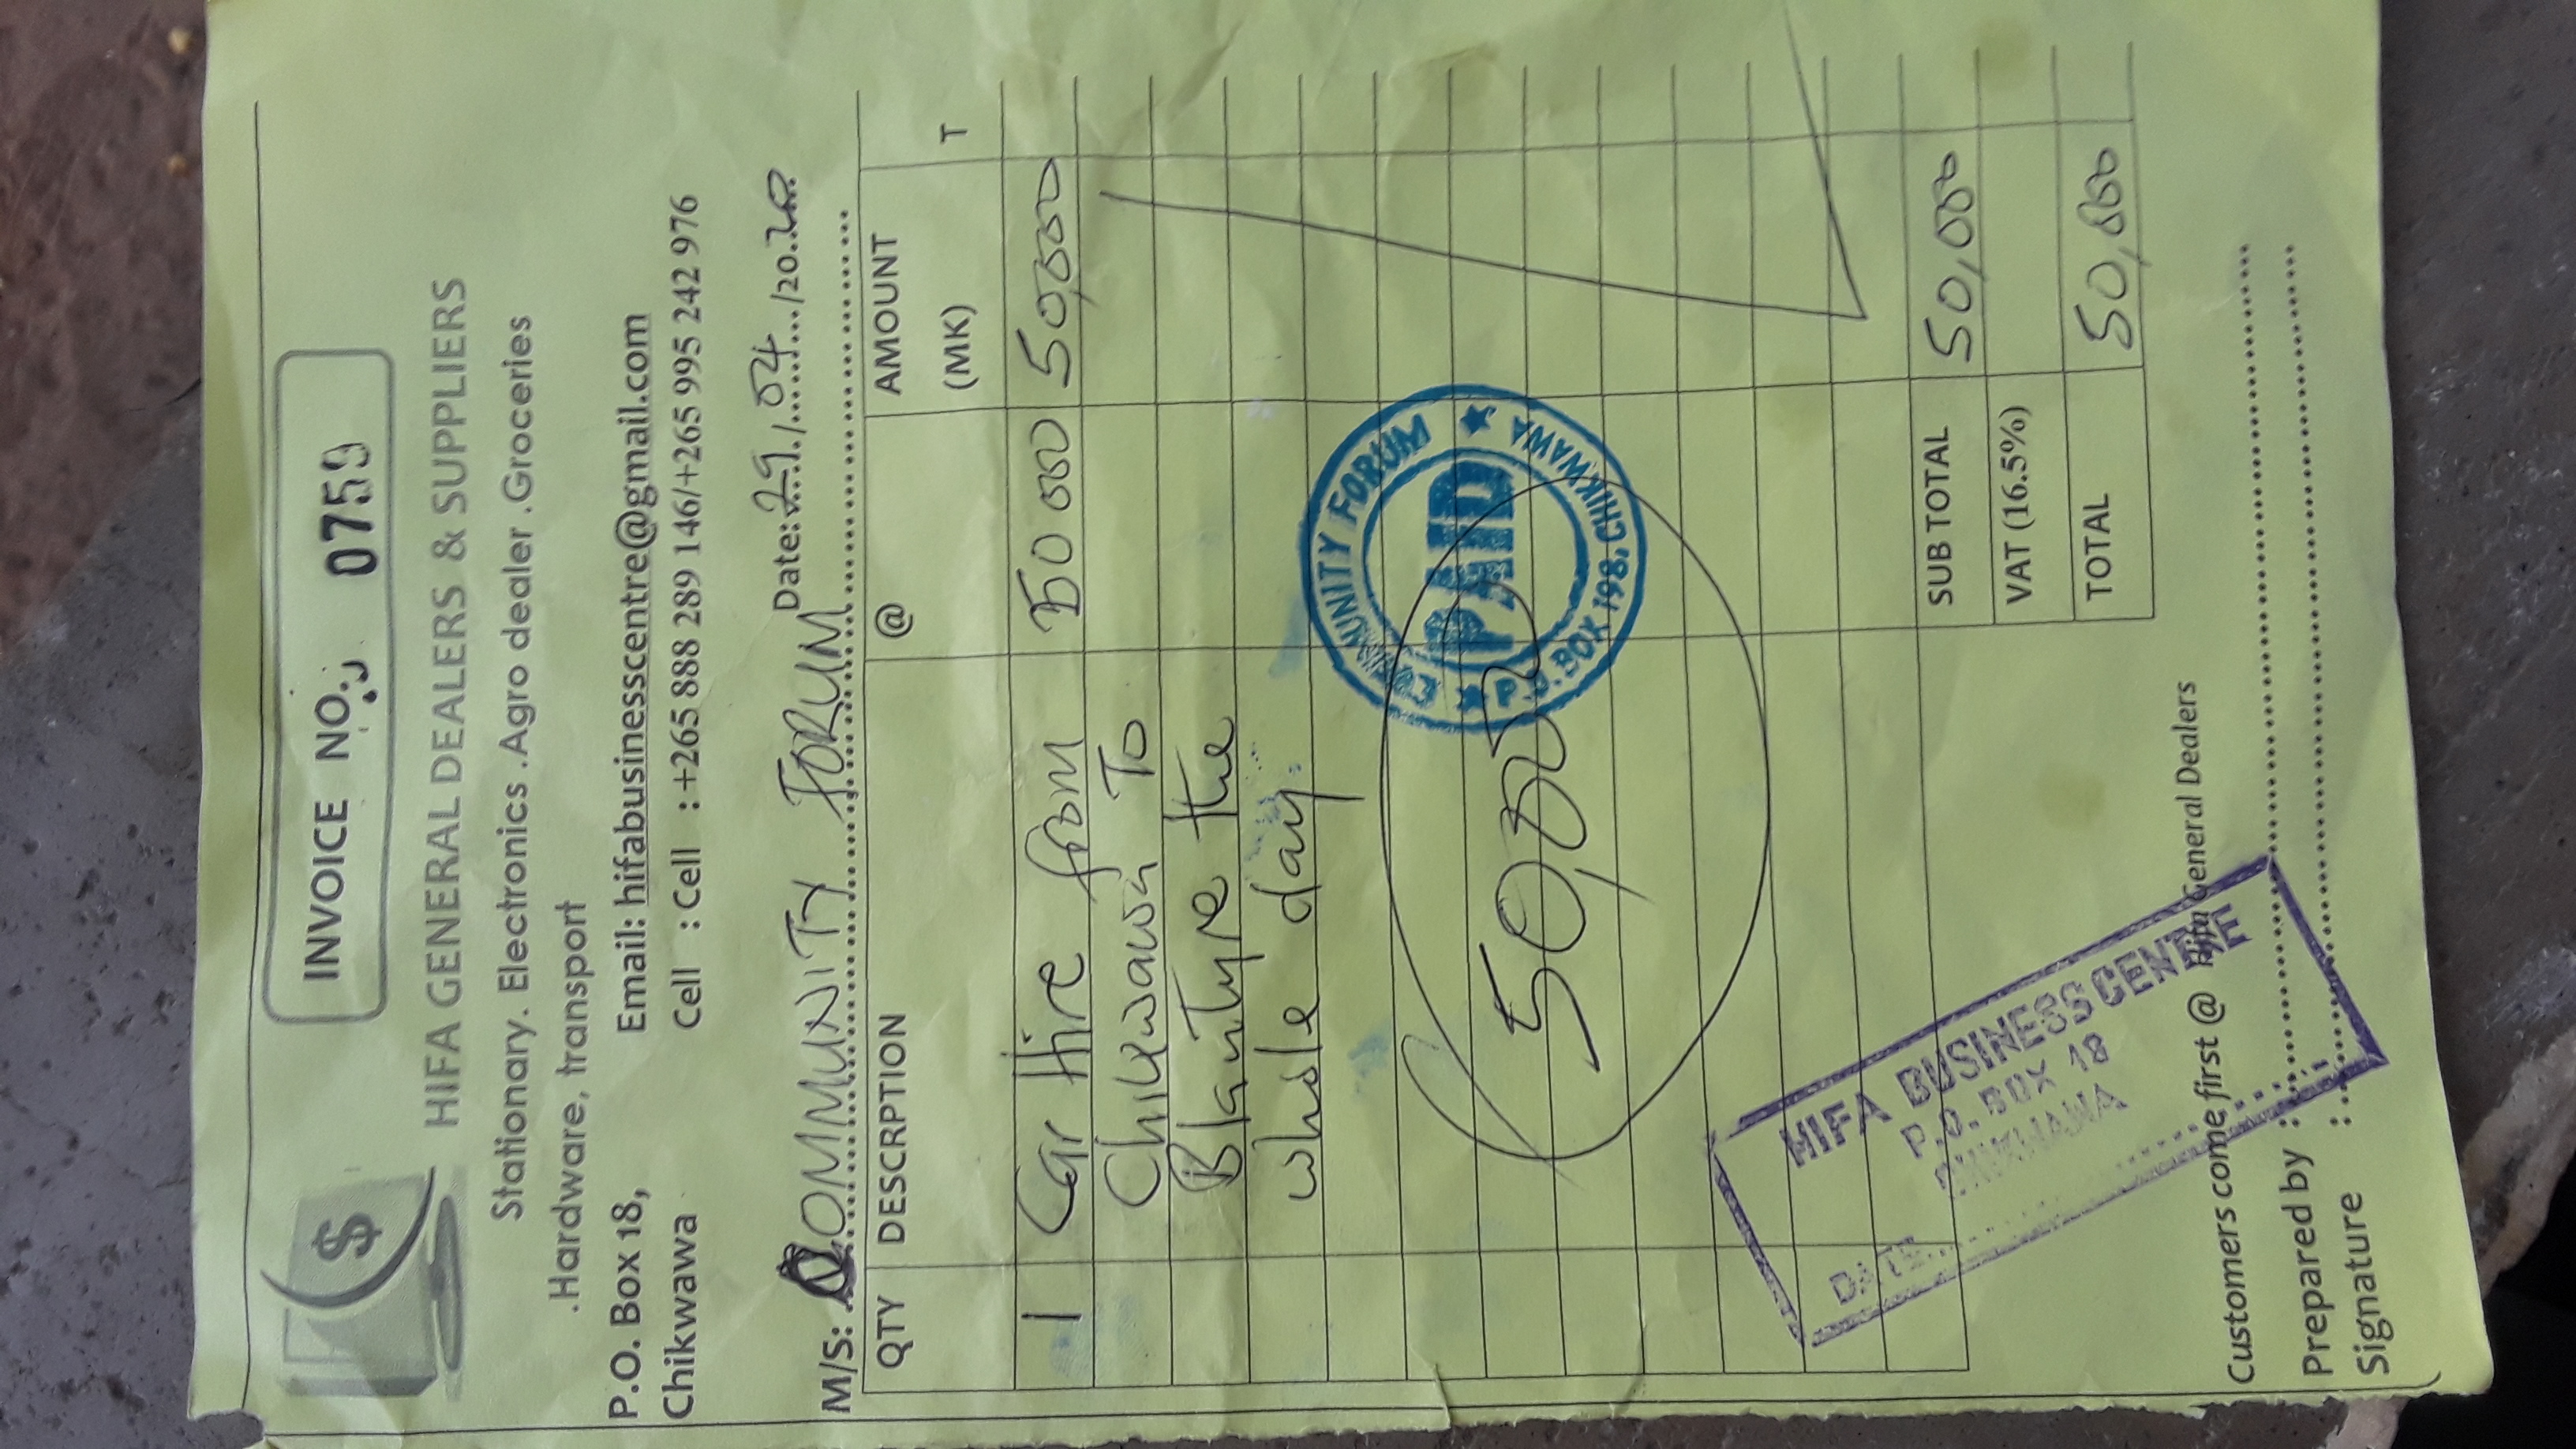 INVOICE NO. 0759
$
HIFA GENERAL DEALERS & SUPPLIERS
Stationary. Electronics .Agro dealer .Groceries
.Hardware, transport
P.O. Box 18,
Chikwawa
Email: hifabusinesscentre@gmail.com
Cell : Cell : +265 888 289 146/+265 995 242 976
Date: 29/04/2020
M/S: COMMUNITY FORUM
QTY DESCRPTION @ AMOUNT (MK) T
1 Car Hire from 50 000 50,000
Chikwawa To
Blantyre the
whole day
COMMUNITY FORUM
PAID
P.O. BOX 198, CHIKWAWA
50,000
SUB TOTAL 50,000
VAT (16.5%)
TOTAL 50,000
HIFA BUSINESS CENTRE
P.O. BOX 18
CHIKWAWA
DATE
Customers come first @ Hifa General Dealers
Prepared by :
Signature :